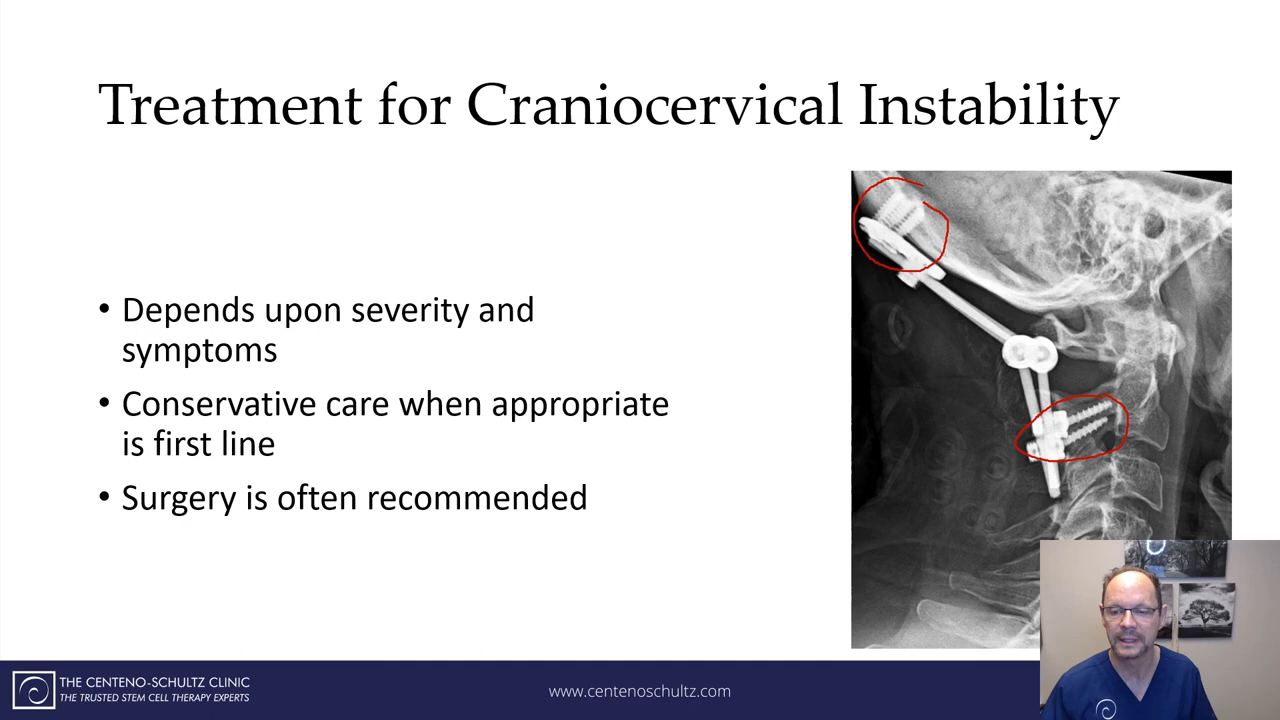 Treatment for Craniocervical Instability
• Depends upon severity and
symptoms
• Conservative care when appropriate
is first line
• Surgery is often recommended
THE CENTENO-SCHULTZ CLINIC
THE TRUSTED STEM CELL THERAPY EXPERTS
www.centenoschultz.com